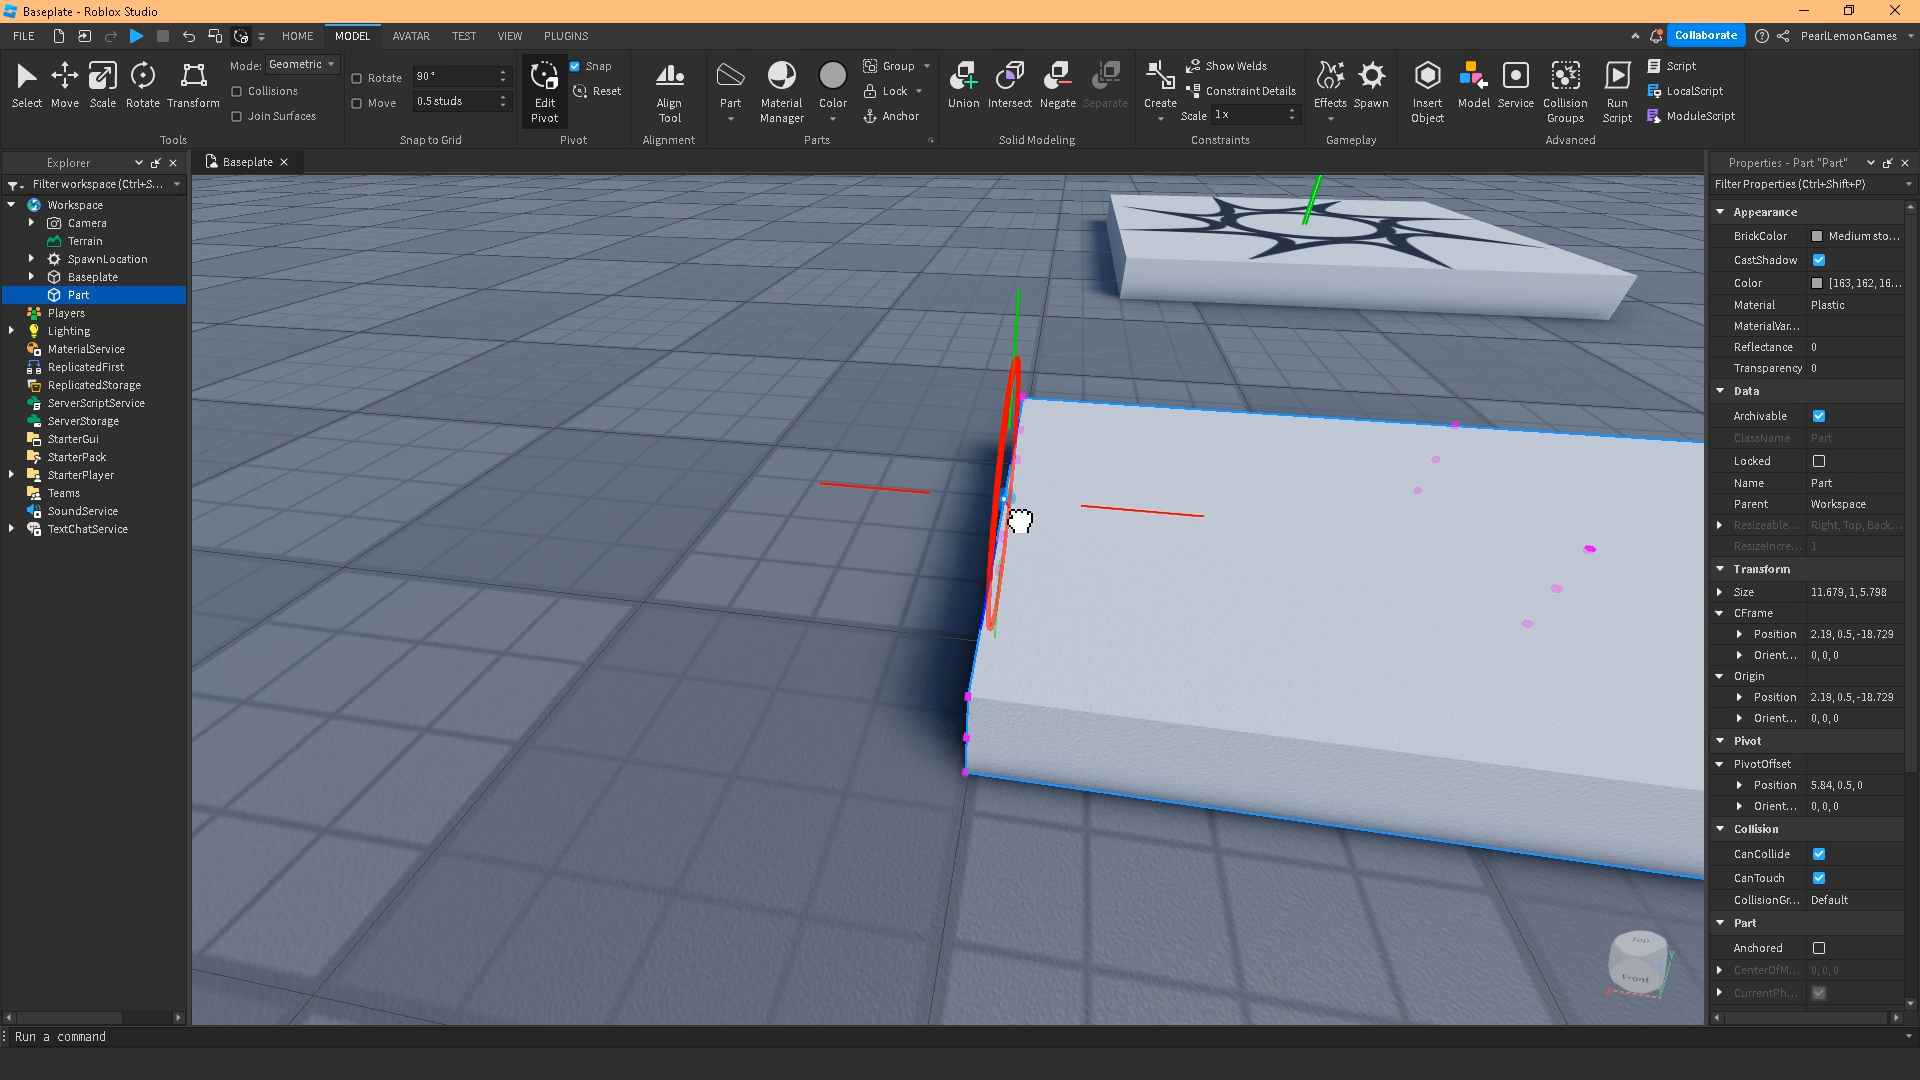 Baseplate - Roblox Studio
FILE HOME MODEL AVATAR TEST VIEW PLUGINS Collaborate PearlLemonGames
Select Move Scale Rotate Transform
Mode: Geometric
Collisions
Join Surfaces
Tools
Rotate 90°
Move 0.5 studs
Snap to Grid
Edit Pivot
Snap
Reset
Pivot
Align Tool
Alignment
Part
Material Manager
Color
Group
Lock
Anchor
Parts
Union Intersect Negate Separate
Solid Modeling
Create
Show Welds
Constraint Details
Scale 1x
Constraints
Effects Spawn
Gameplay
Insert Object
Model
Service
Collision Groups
Run Script
Script
LocalScript
ModuleScript
Advanced
Explorer
Filter workspace (Ctrl+S...
Workspace
Camera
Terrain
SpawnLocation
Baseplate
Part
Players
Lighting
MaterialService
ReplicatedFirst
ReplicatedStorage
ServerScriptService
ServerStorage
StarterGui
StarterPack
StarterPlayer
Teams
SoundService
TextChatService
Baseplate
Top
Front
Y
Properties - Part "Part"
Filter Properties (Ctrl+Shift+P)
Appearance
BrickColor Medium sto...
CastShadow
Color [163, 162, 16...
Material Plastic
MaterialVar...
Reflectance 0
Transparency 0
Data
Archivable
ClassName Part
Locked
Name Part
Parent Workspace
Resizeable... Right, Top, Back...
ResizeIncre... 1
Transform
Size 11.679, 1, 5.798
CFrame
Position 2.19, 0.5, -18.729
Orient... 0, 0, 0
Origin
Position 2.19, 0.5, -18.729
Orient... 0, 0, 0
Pivot
PivotOffset
Position 5.84, 0.5, 0
Orient... 0, 0, 0
Collision
CanCollide
CanTouch
CollisionGr... Default
Part
Anchored
CenterOfM... 0, 0, 0
CurrentPh...
Run a command